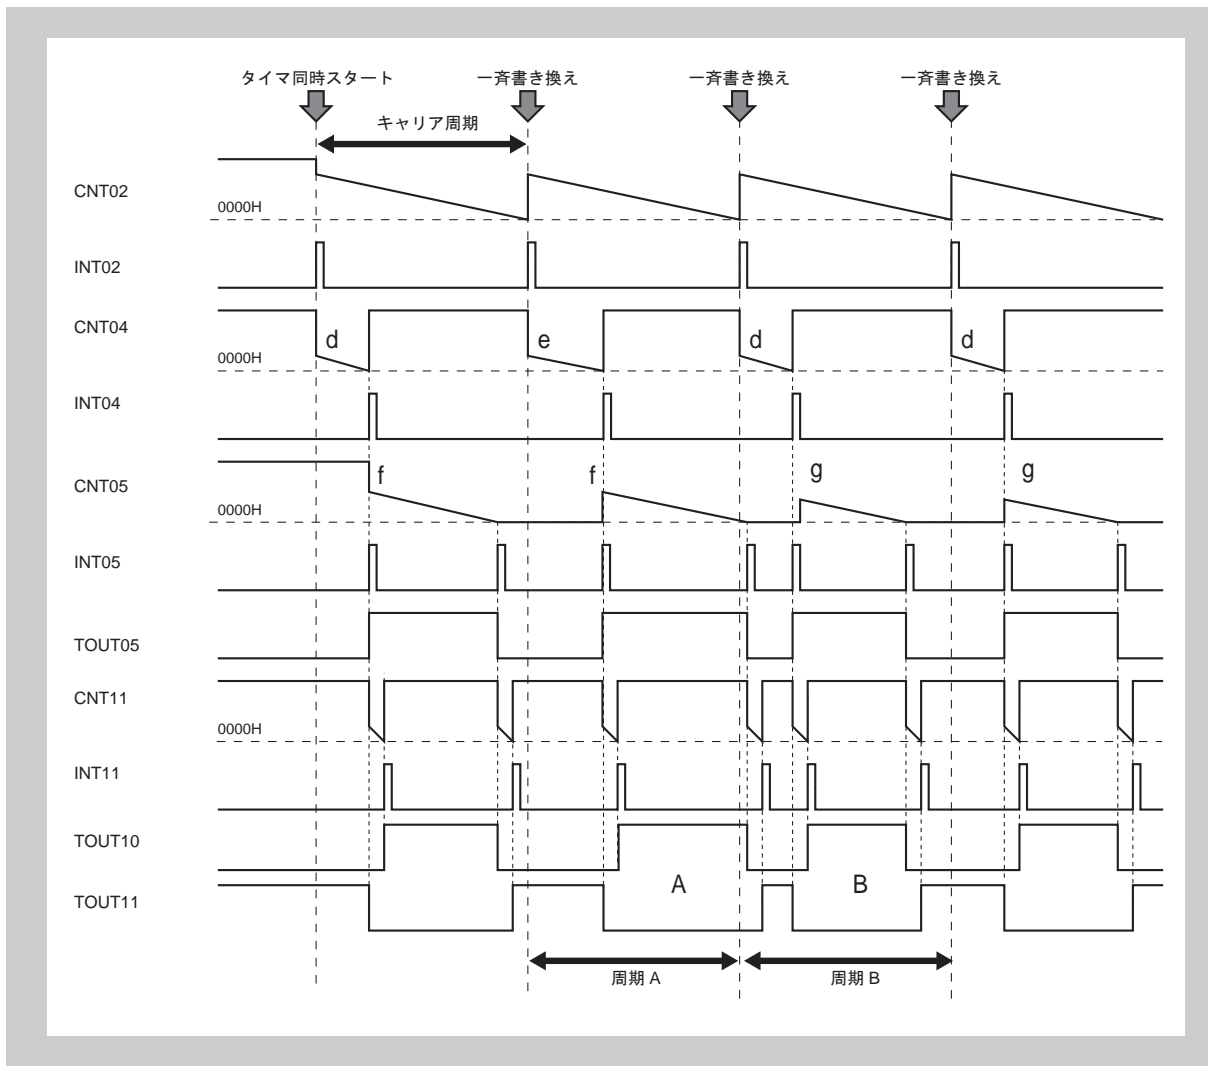 タイマ同時スタート 一斉書き換え 一斉書き換え 一斉書き換え
キャリア周期
CNT02
0000H
INT02
CNT04
d e d d
0000H
INT04
CNT05
f f g g
0000H
INT05
TOUT05
CNT11
0000H
INT11
TOUT10
A B
TOUT11
周期 A 周期 B